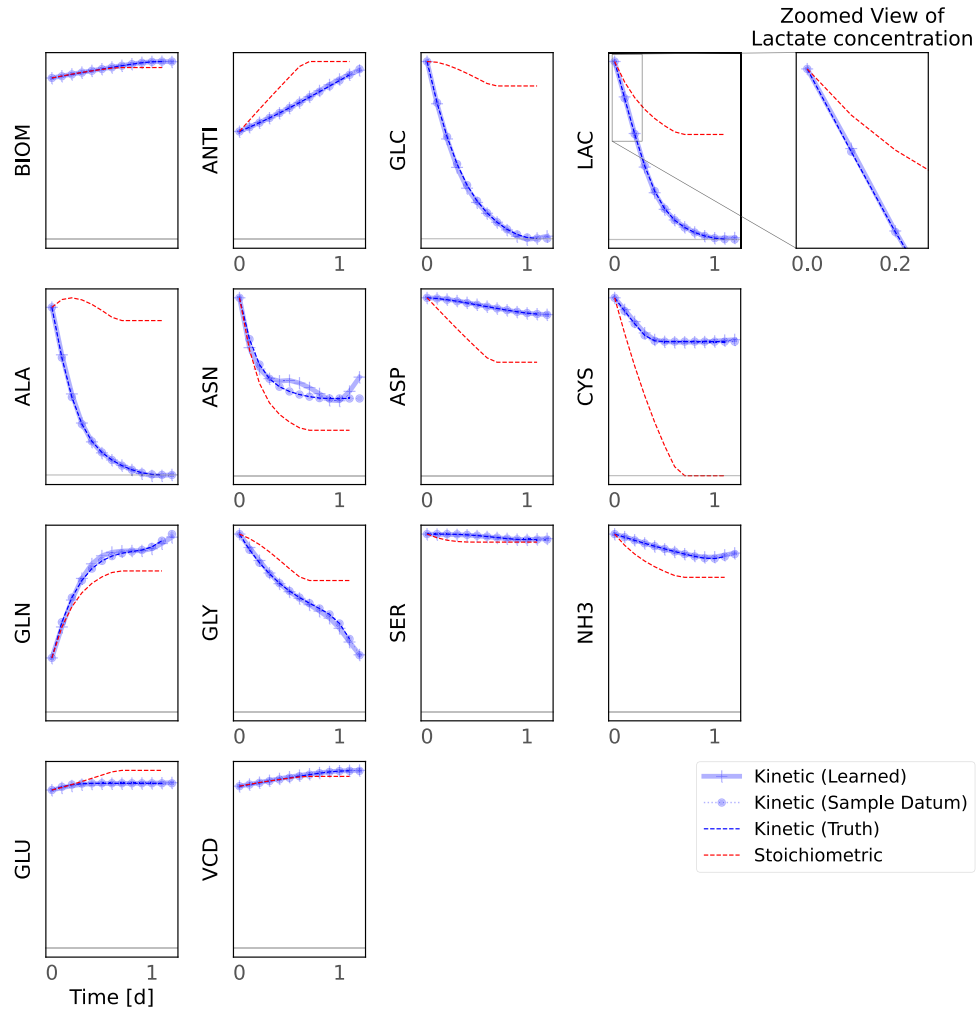 Zoomed View of
Lactate concentration
BIOM
ANTI
0 1
GLC
0 1
LAC
0 1
0.0 0.2
ALA
ASN
0 1
ASP
0 1
CYS
0 1
GLN
GLY
0 1
SER
0 1
NH3
0 1
GLU
0 1
Time [d]
VCD
0 1
Kinetic (Learned)
Kinetic (Sample Datum)
Kinetic (Truth)
Stoichiometric